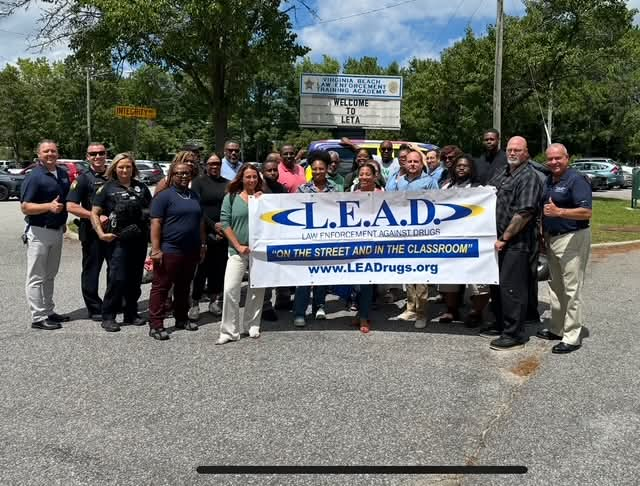 VIRGINIA BEACH
LAW ENFORCEMENT
TRAINING ACADEMY
WELCOME
TO
LETA
INTEGRITY
L.E.A.D.
LAW ENFORCEMENT AGAINST DRUGS
"ON THE STREET AND IN THE CLASSROOM"
www.LEADrugs.org